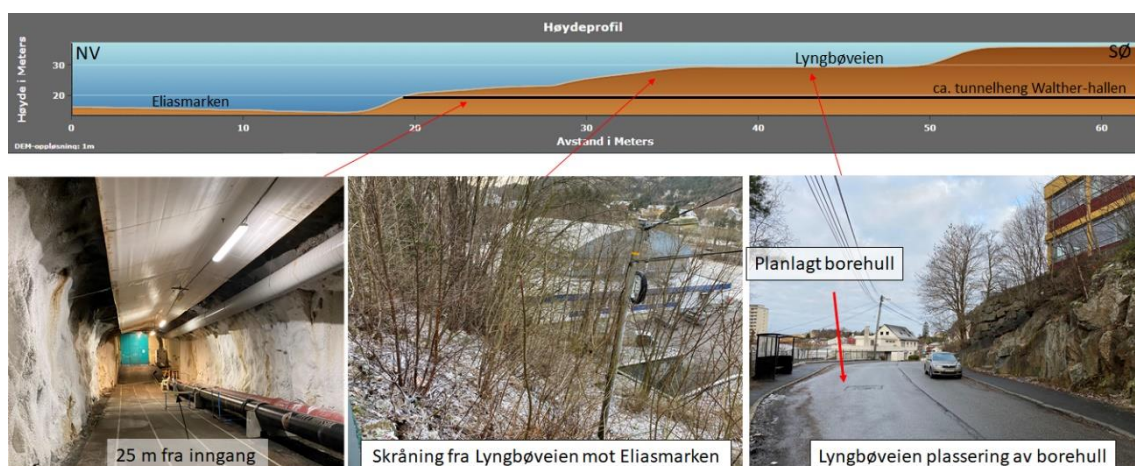 Høydeprofil
NV
SØ
Høyde i Meters
30
20
Eliasmarken
Lyngbøveien
ca. tunnelheng Walther-hallen
0
10
20
30
40
50
60
Avstand i Meters
DEM-oppløsning: 1m
25 m fra inngang
Skråning fra Lyngbøveien mot Eliasmarken
Planlagt borehull
Lyngbøveien plassering av borehull